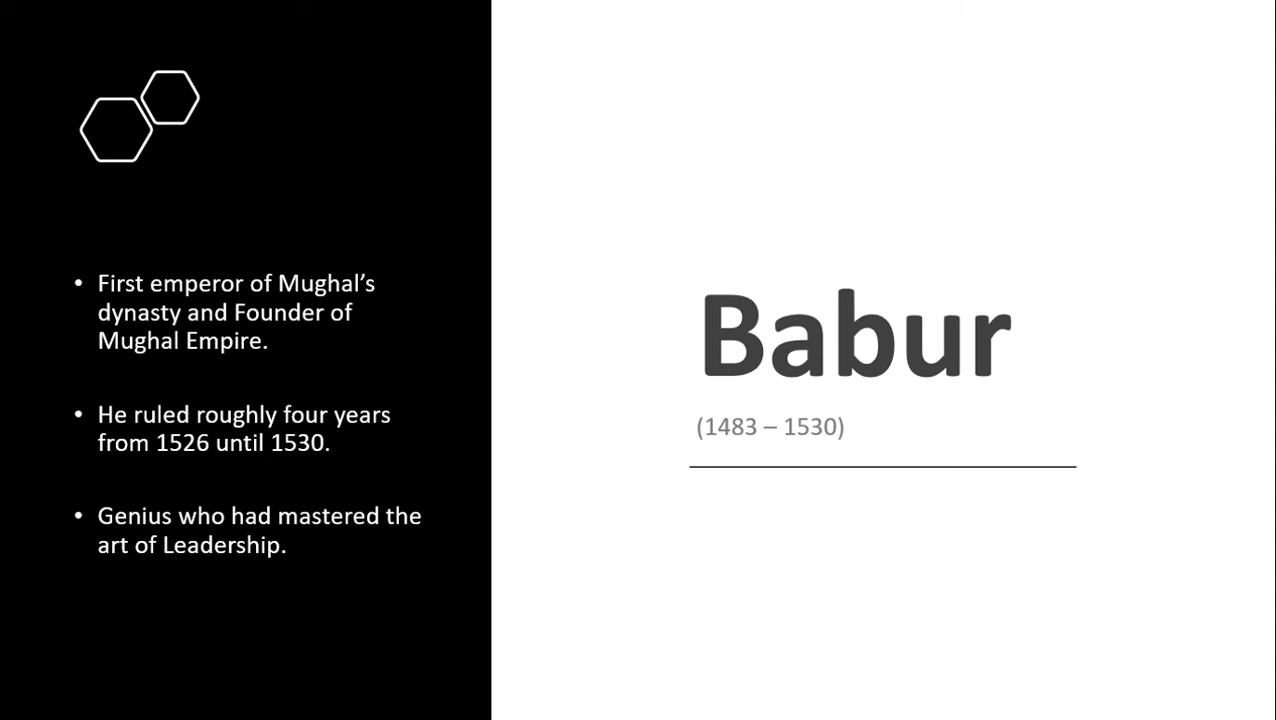 • First emperor of Mughal’s
dynasty and Founder of
Mughal Empire.
• He ruled roughly four years
from 1526 until 1530.
• Genius who had mastered the
art of Leadership.
Babur
(1483 – 1530)